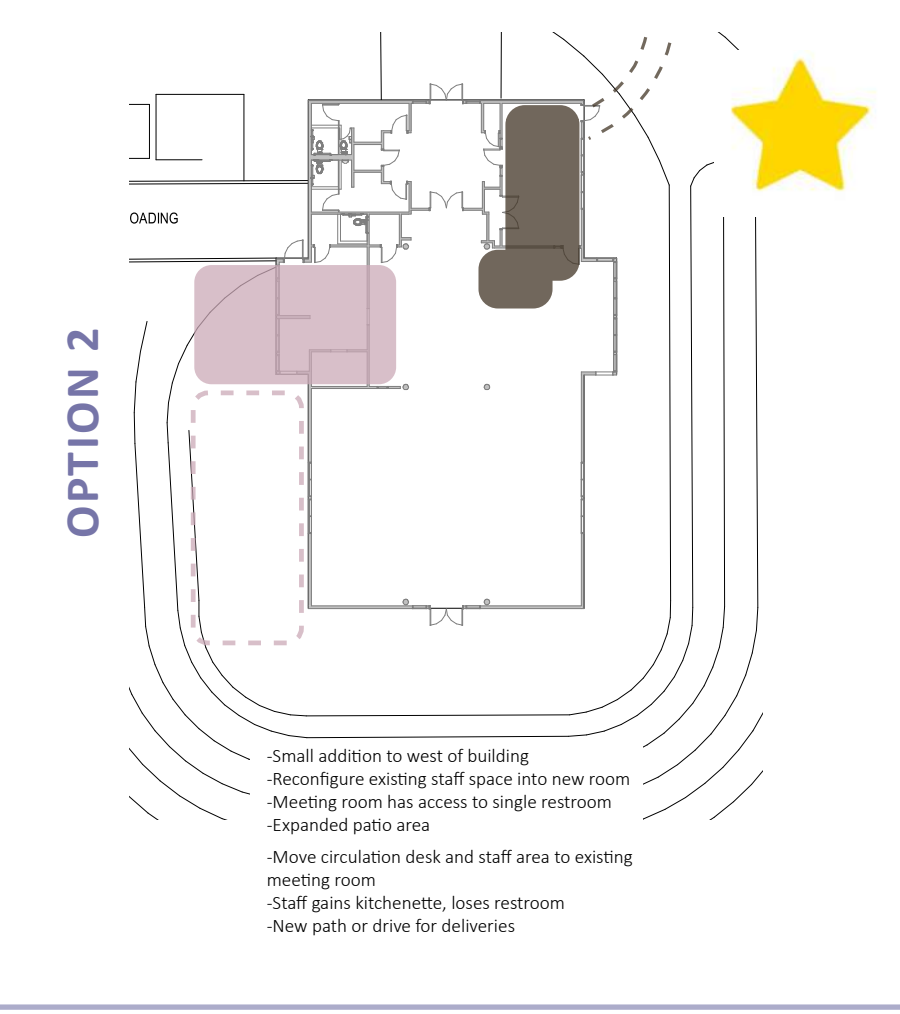 OADING
OPTION 2
-Small addition to west of building
-Reconfigure existing staff space into new room
-Meeting room has access to single restroom
-Expanded patio area
-Move circulation desk and staff area to existing
meeting room
-Staff gains kitchenette, loses restroom
-New path or drive for deliveries